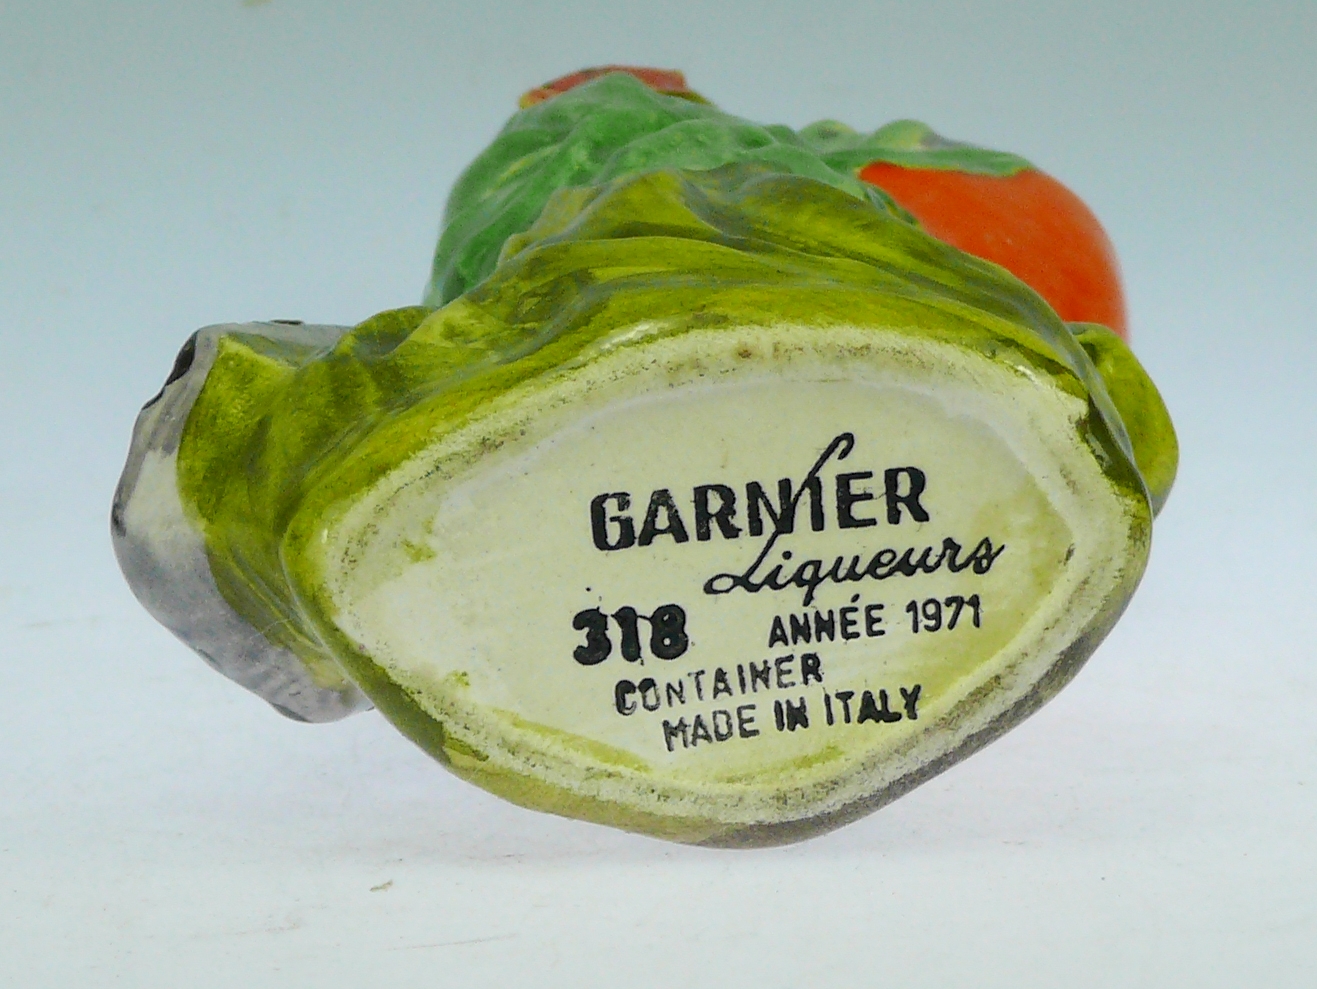 GARNIER
Liqueurs
318 ANNÉE 1971
CONTAINER
MADE IN ITALY